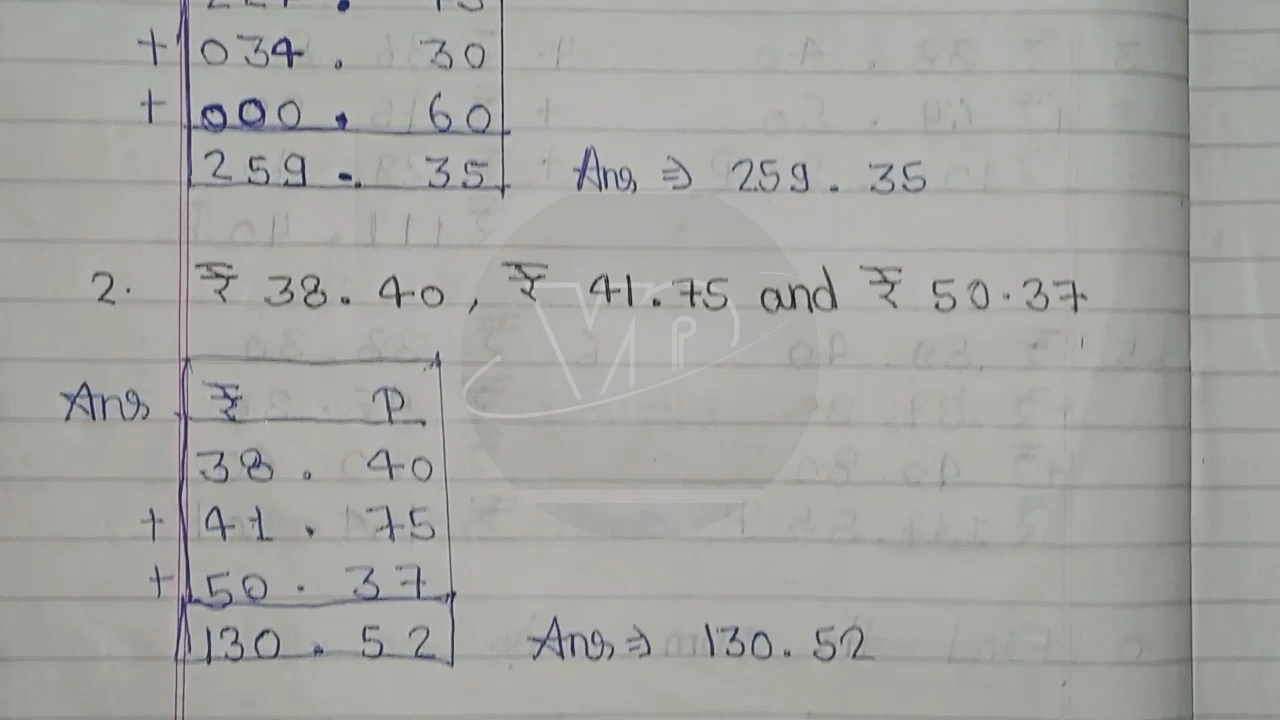 + 034. 30
+ 000. 60
259.35 Ans ⇒ 259.35
2. ₹ 38.40, ₹ 41.75 and ₹ 50.37
Ans ₹ P
38. 40
+ 41. 75
+ 50. 37
130. 52 Ans ⇒ 130.52